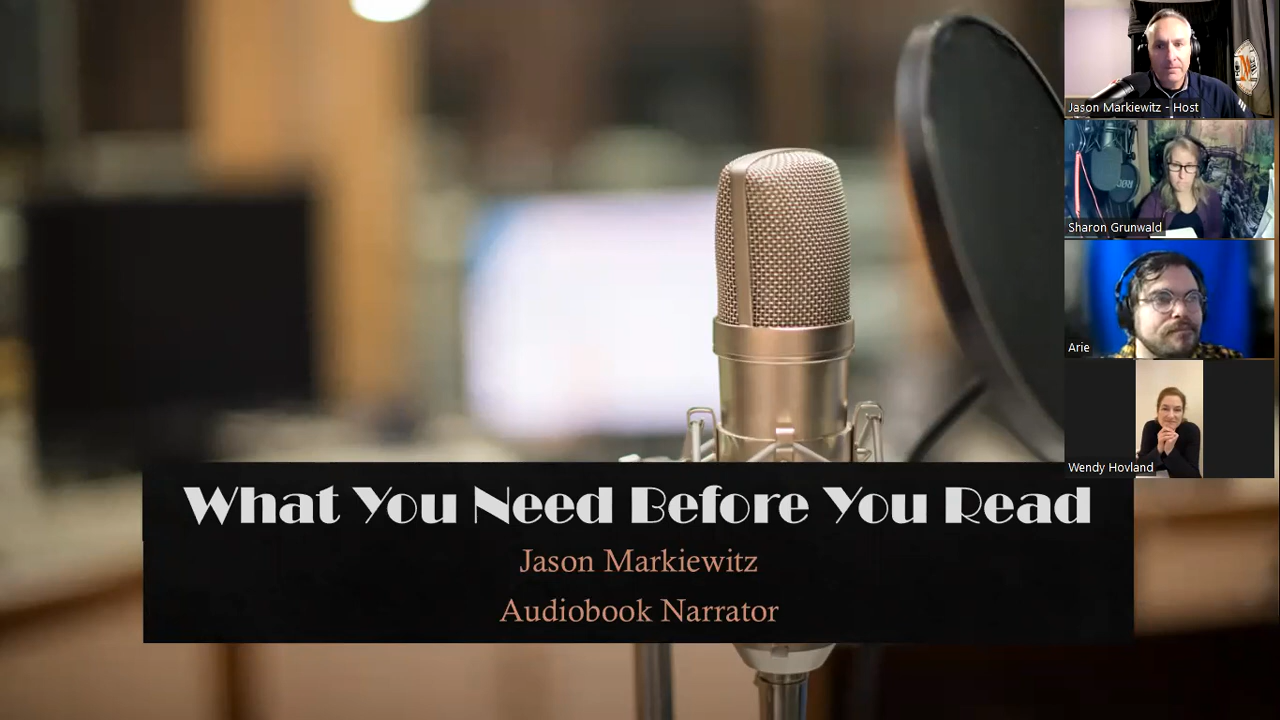 What You Need Before You Read
Jason Markiewitz
Audiobook Narrator
Jason Markiewitz - Host
Sharon Grunwald
Arie
Wendy Hovland